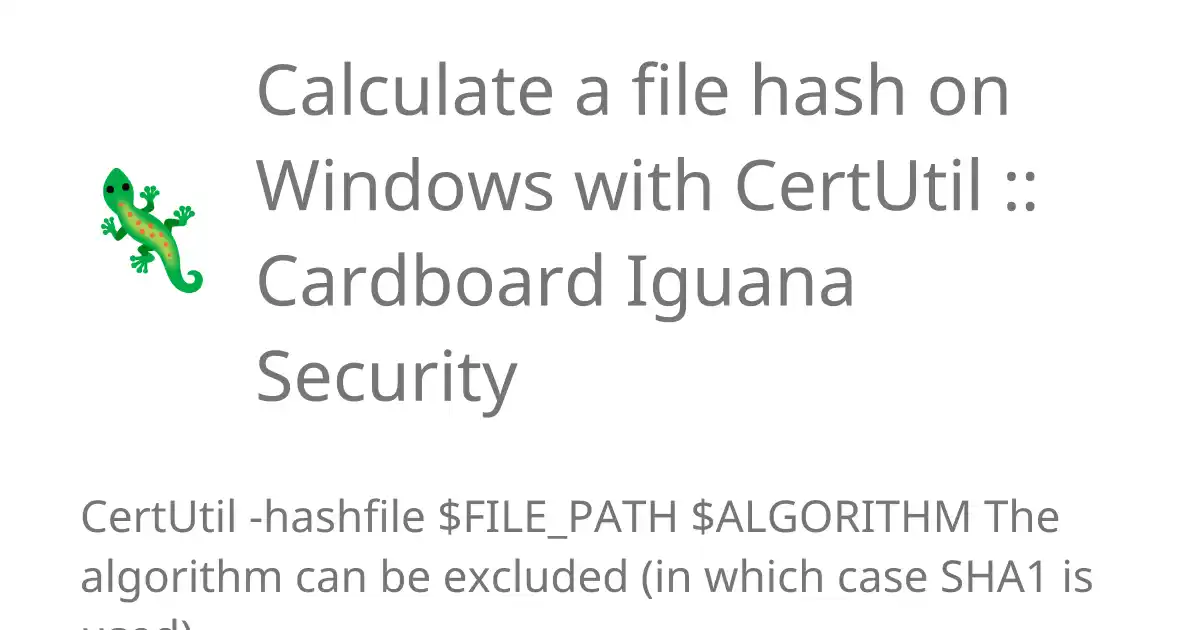 Calculate a file hash on
Windows with CertUtil ::
Cardboard Iguana
Security
CertUtil -hashfile $FILE_PATH $ALGORITHM The
algorithm can be excluded (in which case SHA1 is
used)